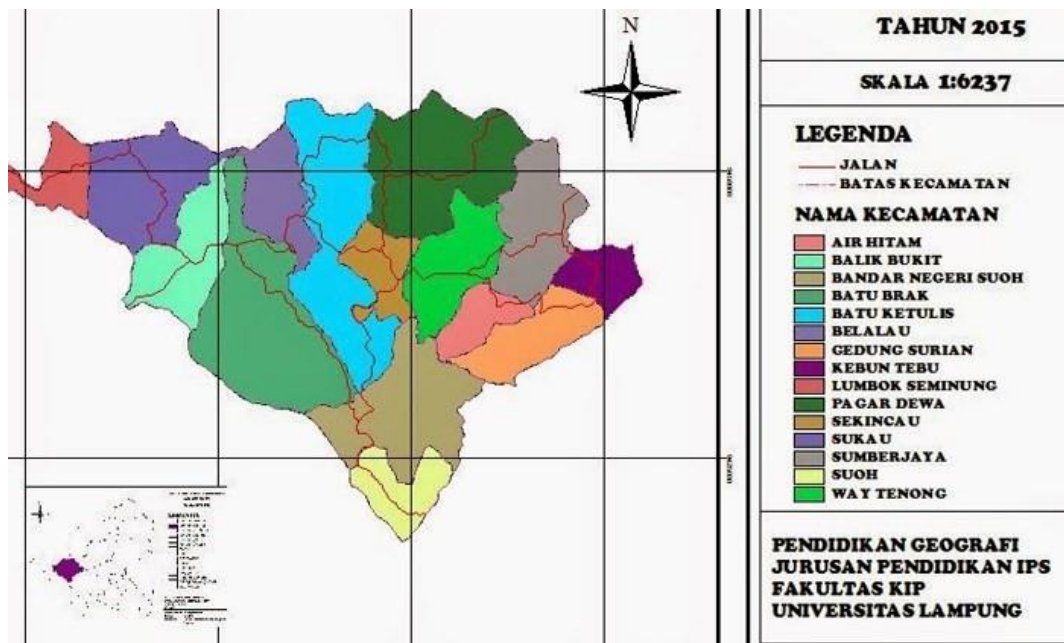 TAHUN 2015
SKALA 1:6237
N
LEGENDA
JALAN
BATAS KECAMATAN
NAMA KECAMATAN
AIR HITAM
BALIK BUKIT
BANDAR NEGERI SUOH
BATU BRAK
BATU KETULIS
BELALAU
GEDUNG SURIAN
KEBUN TEBU
LUMBOK SEMINUNG
PAGAR DEWA
SEKINCAU
SUKAU
SUMBERJAYA
SUOH
WAY TENONG
PENDIDIKAN GEOGRAFI
JURUSAN PENDIDIKAN IPS
FAKULTAS KIP
UNIVERSITAS LAMPUNG